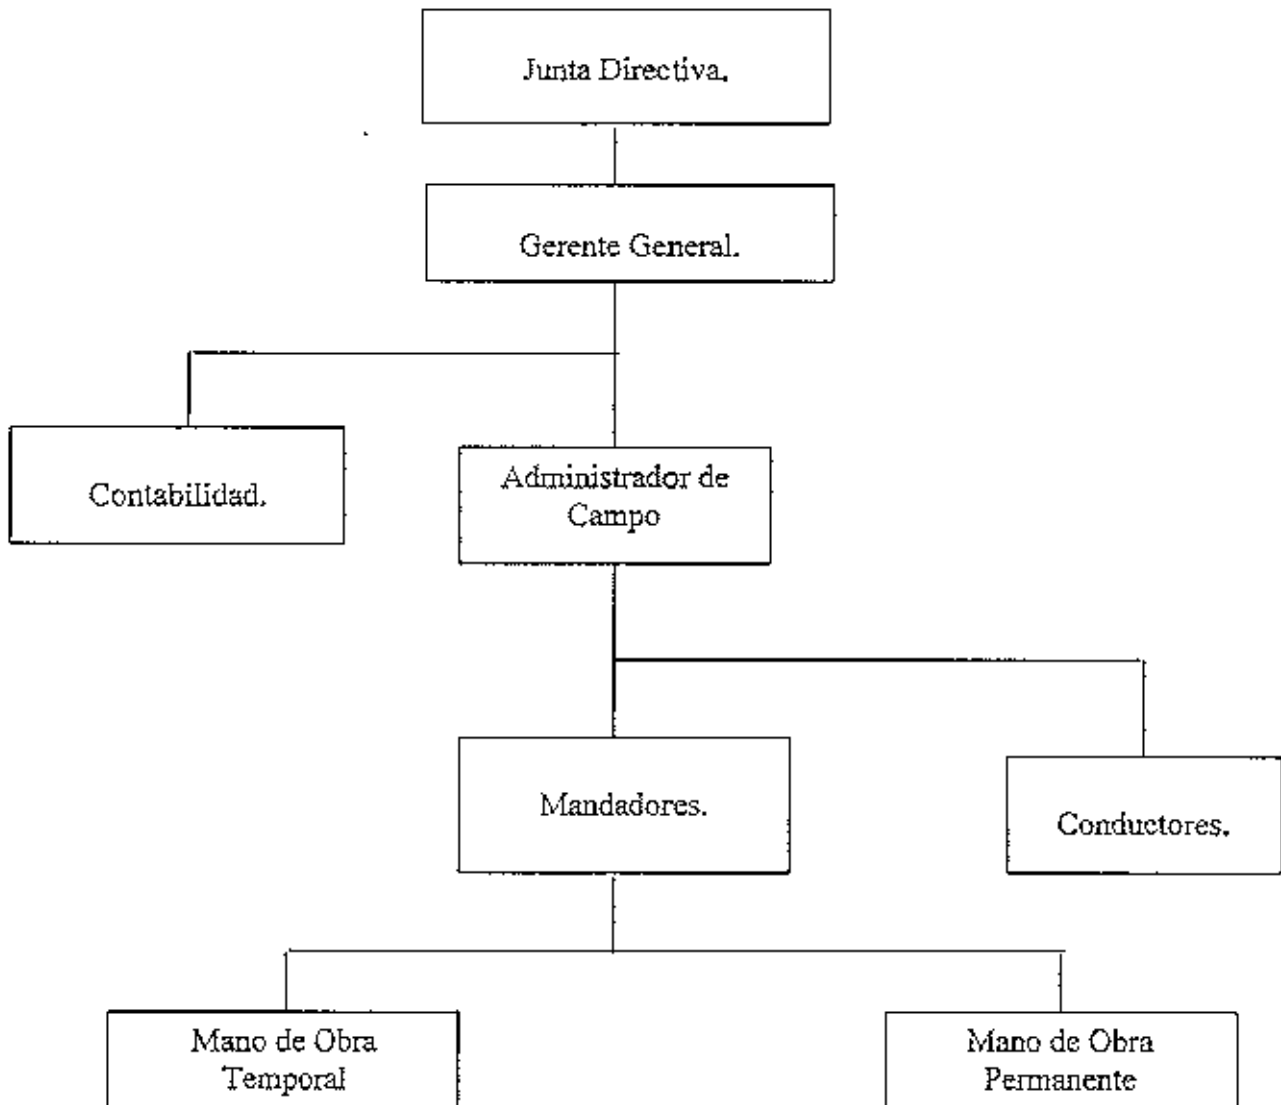 Junta Directiva.
Gerente General.
Contabilidad.
Administrador de
Campo
Mandadores.
Conductores.
Mano de Obra
Temporal
Mano de Obra
Permanente